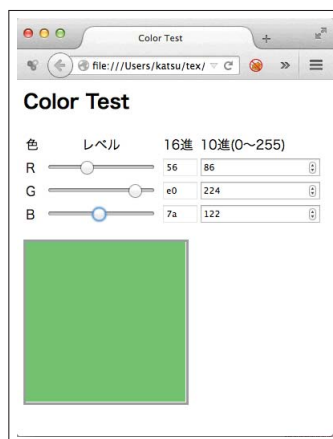 Color Test
file:///Users/katsu/tex/
Color Test
色 レベル 16進 10進(0〜255)
R 56 86
G e0 224
B 7a 122